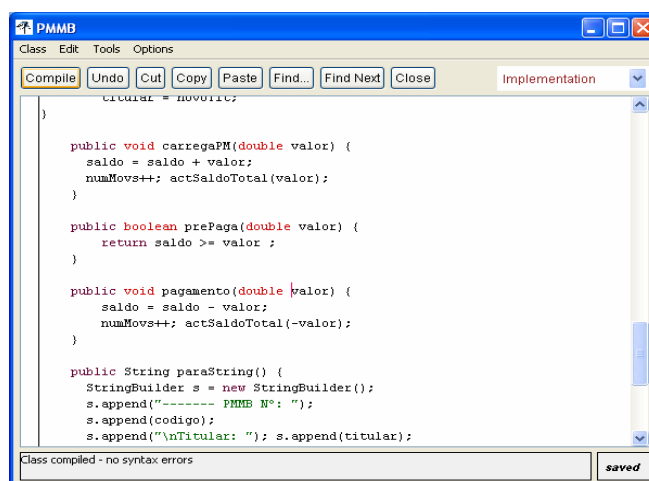 PMMB
Class Edit Tools Options
Compile Undo Cut Copy Paste Find... Find Next Close Implementation
titular = novoTit;
}
public void carregaPM(double valor) {
saldo = saldo + valor;
numMovs++; actSaldoTotal(valor);
}
public boolean prePaga(double valor) {
return saldo >= valor ;
}
public void pagamento(double valor) {
saldo = saldo - valor;
numMovs++; actSaldoTotal(-valor);
}
public String paraString() {
StringBuilder s = new StringBuilder();
s.append("------- PMMB Nº: ");
s.append(codigo);
s.append("\nTitular: "); s.append(titular);
Class compiled - no syntax errors
saved